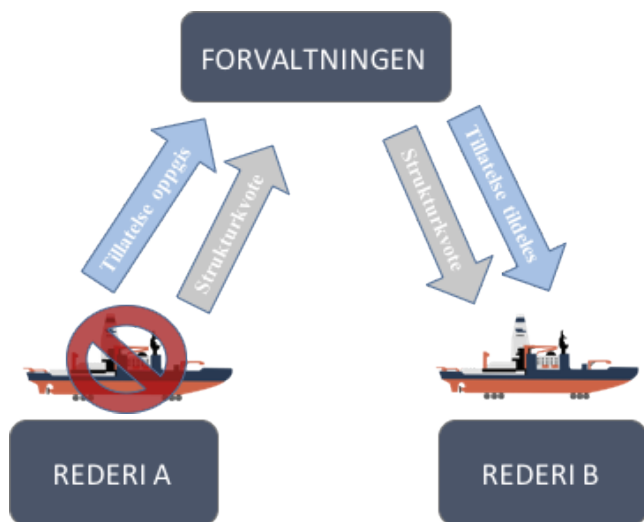 FORVALTNINGEN
Tillatelse oppgis
Strukturkvote
Strukturkvote
Tillatelse tildeles
REDERI A
REDERI B